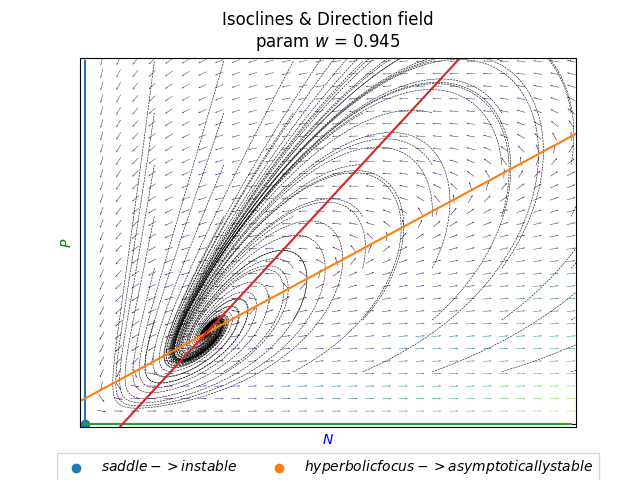 Isoclines & Direction field
param w = 0.945
P
N
saddle−>instable
hyperbolicfocus−>asymptoticallystable